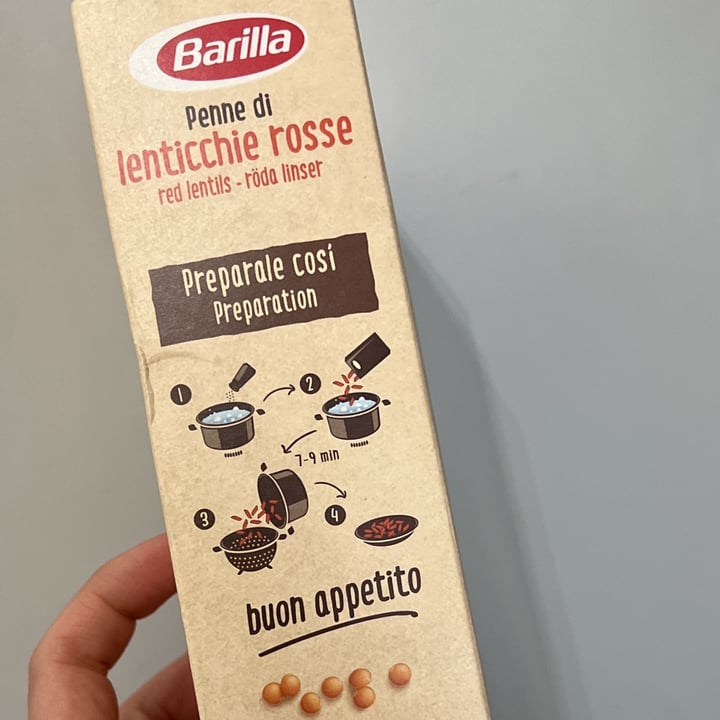 Barilla
Penne di
lenticchie rosse
red lentils - röda linser
Preparale cosí
Preparation
1
2
7-9 min
3
4
buon appetito